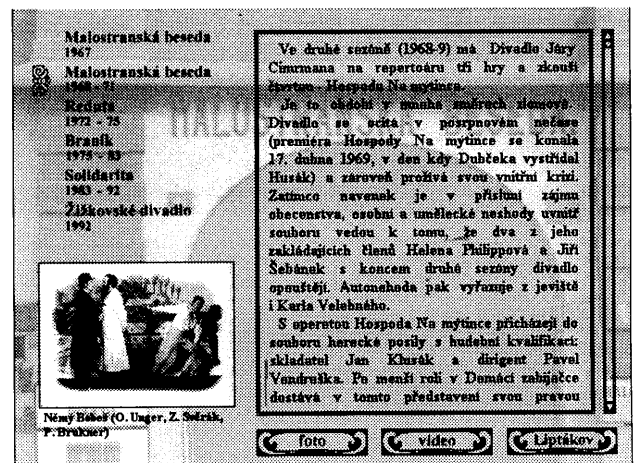 Malostranská beseda
1967
Malostranská beseda
1968 - 71
Reduta
1972 - 75
Braník
1975 - 83
Solidarita
1983 - 92
Žižkovské divadlo
1992
Němý Bobeš (O. Unger, Z. Svěrák,
P. Brukner)
Ve druhé sezóně (1968-9) má Divadlo Járy
Cimrmana na repertoáru tři hry a zkouší
čtvrtou - Hospodu Na mýtince.
Je to období v mnoha směrech zlomové.
Divadlo se ocitá v posrpnovém nečase
(premiéra Hospody Na mýtince se konala
17. dubna 1969, v den kdy Dubčeka vystřídal
Husák) a zároveň prožívá svou vnitřní krizi.
Zatímco navenek je v přísluní zájmu
obecenstva, osobní a umělecké neshody uvnitř
souboru vedou k tomu, že dva z jeho
zakládajících členů Helena Philippová a Jiří
Šebánek s koncem druhé sezóny divadlo
opouštějí. Autonehoda pak vyřazuje z jeviště
i Karla Velebného.
S operetou Hospoda Na mýtince přicházejí do
souboru herecké posily s hudební kvalifikací:
skladatel Jan Klusák a dirigent Pavel
Vondruška. Po menší roli v Domácí zabijačce
dostává v tomto představení svou pravou
foto
video
Liptákov